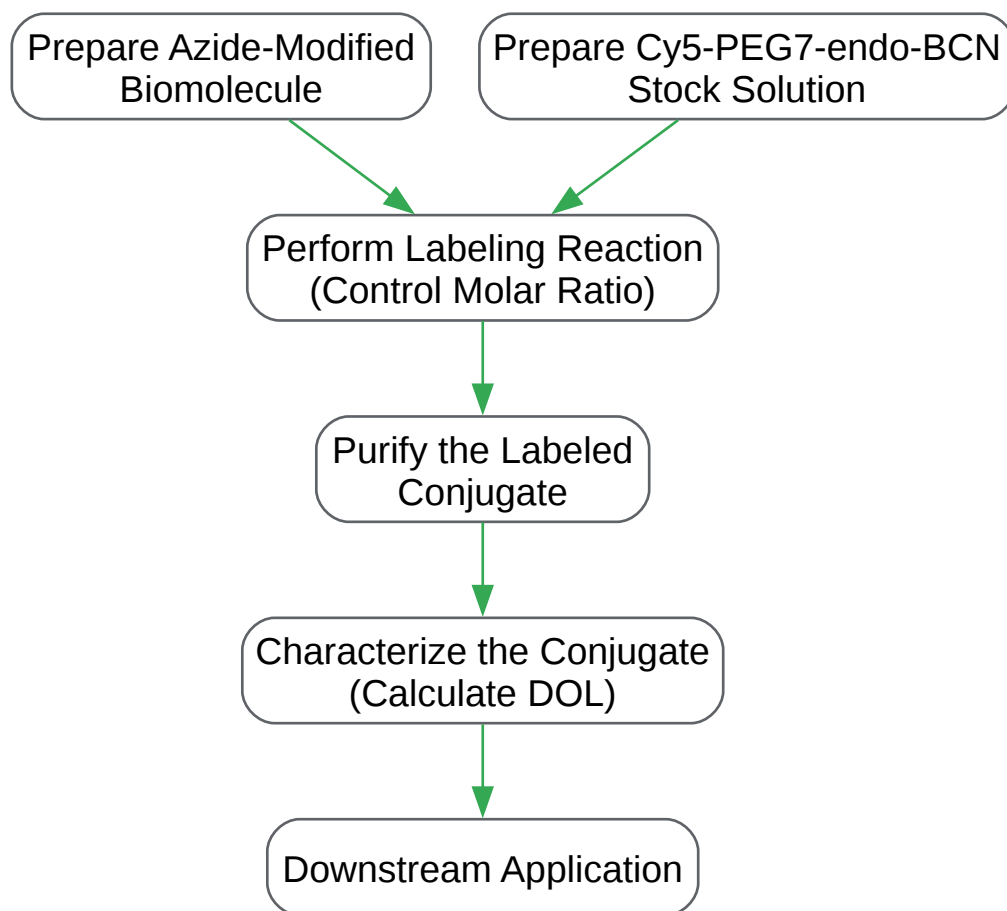 Prepare Azide-Modified
Biomolecule
Prepare Cy5-PEG7-endo-BCN
Stock Solution
Perform Labeling Reaction
(Control Molar Ratio)
Purify the Labeled
Conjugate
Characterize the Conjugate
(Calculate DOL)
Downstream Application